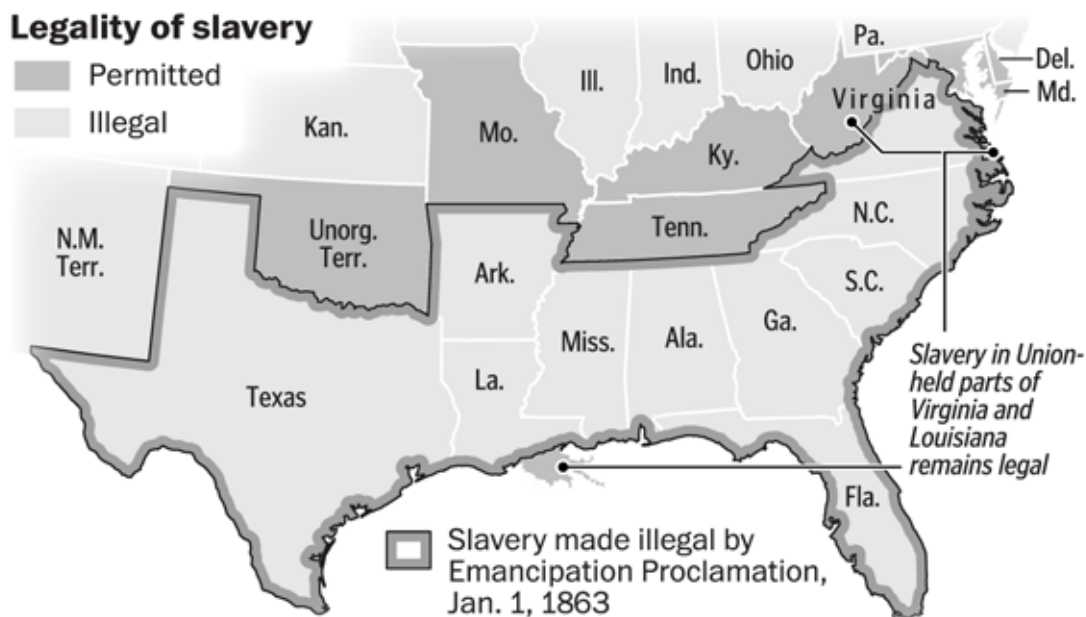 Legality of slavery
Permitted
Illegal
Pa.
Ohio
Ind.
Ill.
Del.
Md.
Virginia
Kan.
Mo.
Ky.
N.M.
Terr.
Unorg.
Terr.
Tenn.
N.C.
Ark.
S.C.
Miss.
Ala.
Ga.
La.
Texas
Slavery in Union-
held parts of
Virginia and
Louisiana
remains legal
Fla.
Slavery made illegal by
Emancipation Proclamation,
Jan. 1, 1863